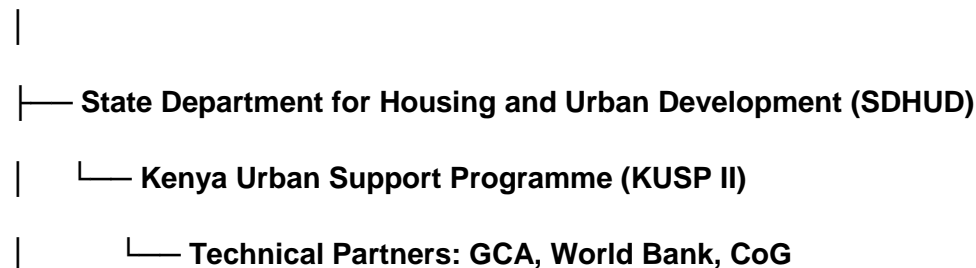 │
├── State Department for Housing and Urban Development (SDHUD)
│ └── Kenya Urban Support Programme (KUSP II)
│ └── Technical Partners: GCA, World Bank, CoG